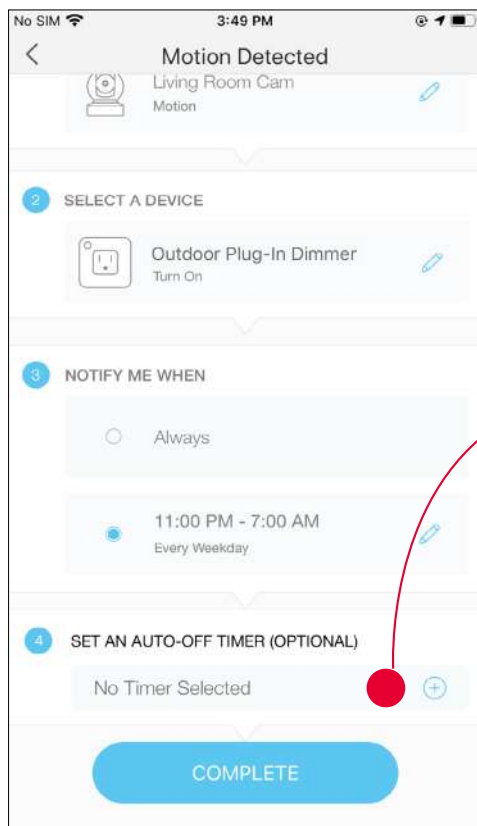 No SIM 3:49 PM
Motion Detected
Living Room Cam
Motion
2 SELECT A DEVICE
Outdoor Plug-In Dimmer
Turn On
3 NOTIFY ME WHEN
Always
11:00 PM - 7:00 AM
Every Weekday
4 SET AN AUTO-OFF TIMER (OPTIONAL)
No Timer Selected
COMPLETE